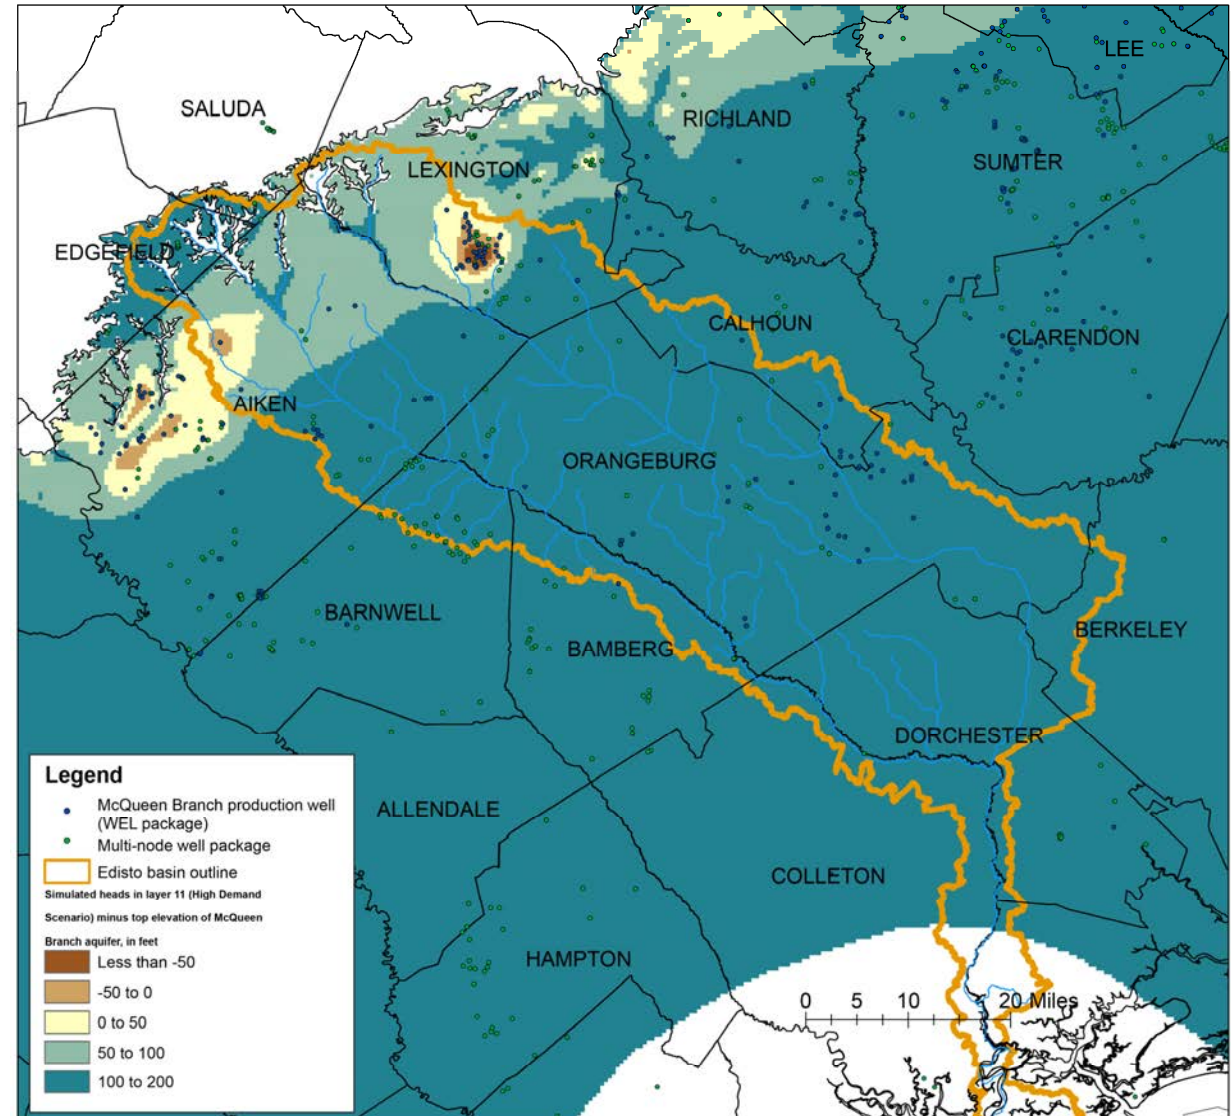 LEE
SALUDA
RICHLAND
SUMTER
LEXINGTON
EDGEFIELD
CALHOUN
CLARENDON
AIKEN
ORANGEBURG
BARNWELL
BERKELEY
BAMBERG
DORCHESTER
ALLENDALE
COLLETON
HAMPTON
0 5 10 20 Miles
Legend
McQueen Branch production well
(WEL package)
Multi-node well package
Edisto basin outline
Simulated heads in layer 11 (High Demand
Scenario) minus top elevation of McQueen
Branch aquifer, in feet
Less than -50
-50 to 0
0 to 50
50 to 100
100 to 200